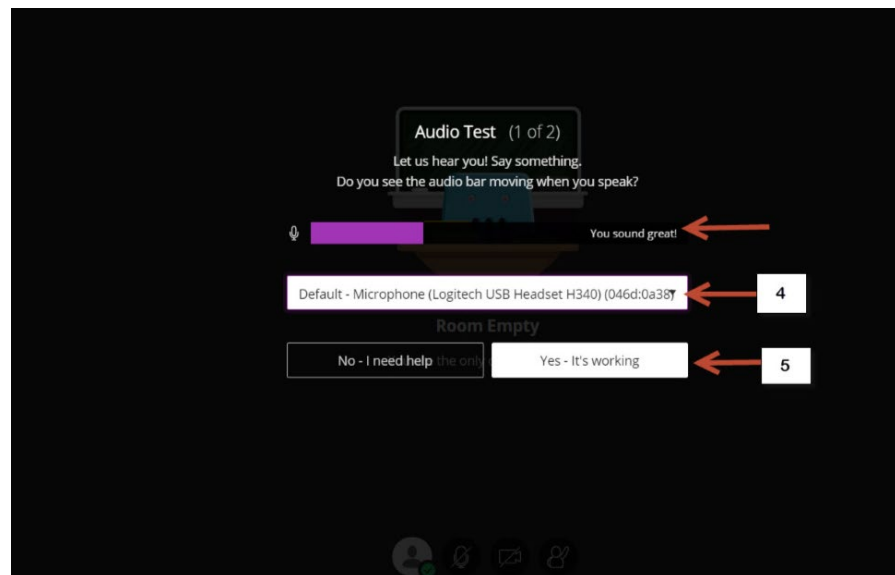 Audio Test (1 of 2)
Let us hear you! Say something.
Do you see the audio bar moving when you speak?
You sound great!
Default - Microphone (Logitech USB Headset H340) (046d:0a38)
4
Room Empty
No - I need help
the only
Yes - It's working
5